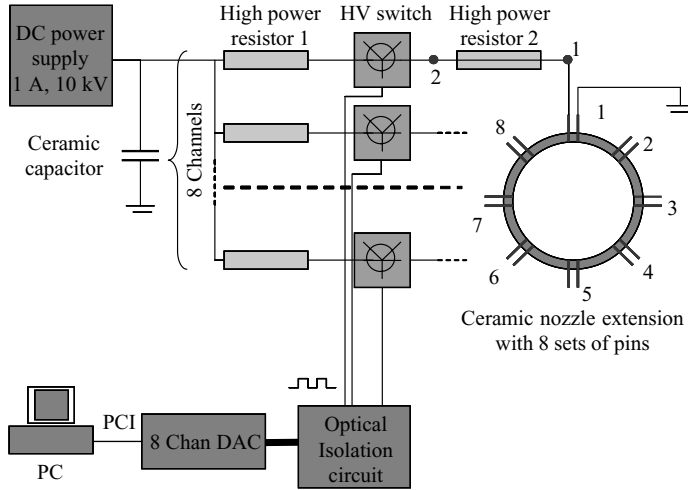 DC power
supply
1 A, 10 kV
High power
resistor 1
HV switch
High power
resistor 2
1
2
Ceramic
capacitor
8 Channels
1
2
3
4
5
6
7
8
Ceramic nozzle extension
with 8 sets of pins
PC
PCI
8 Chan DAC
Optical
Isolation
circuit